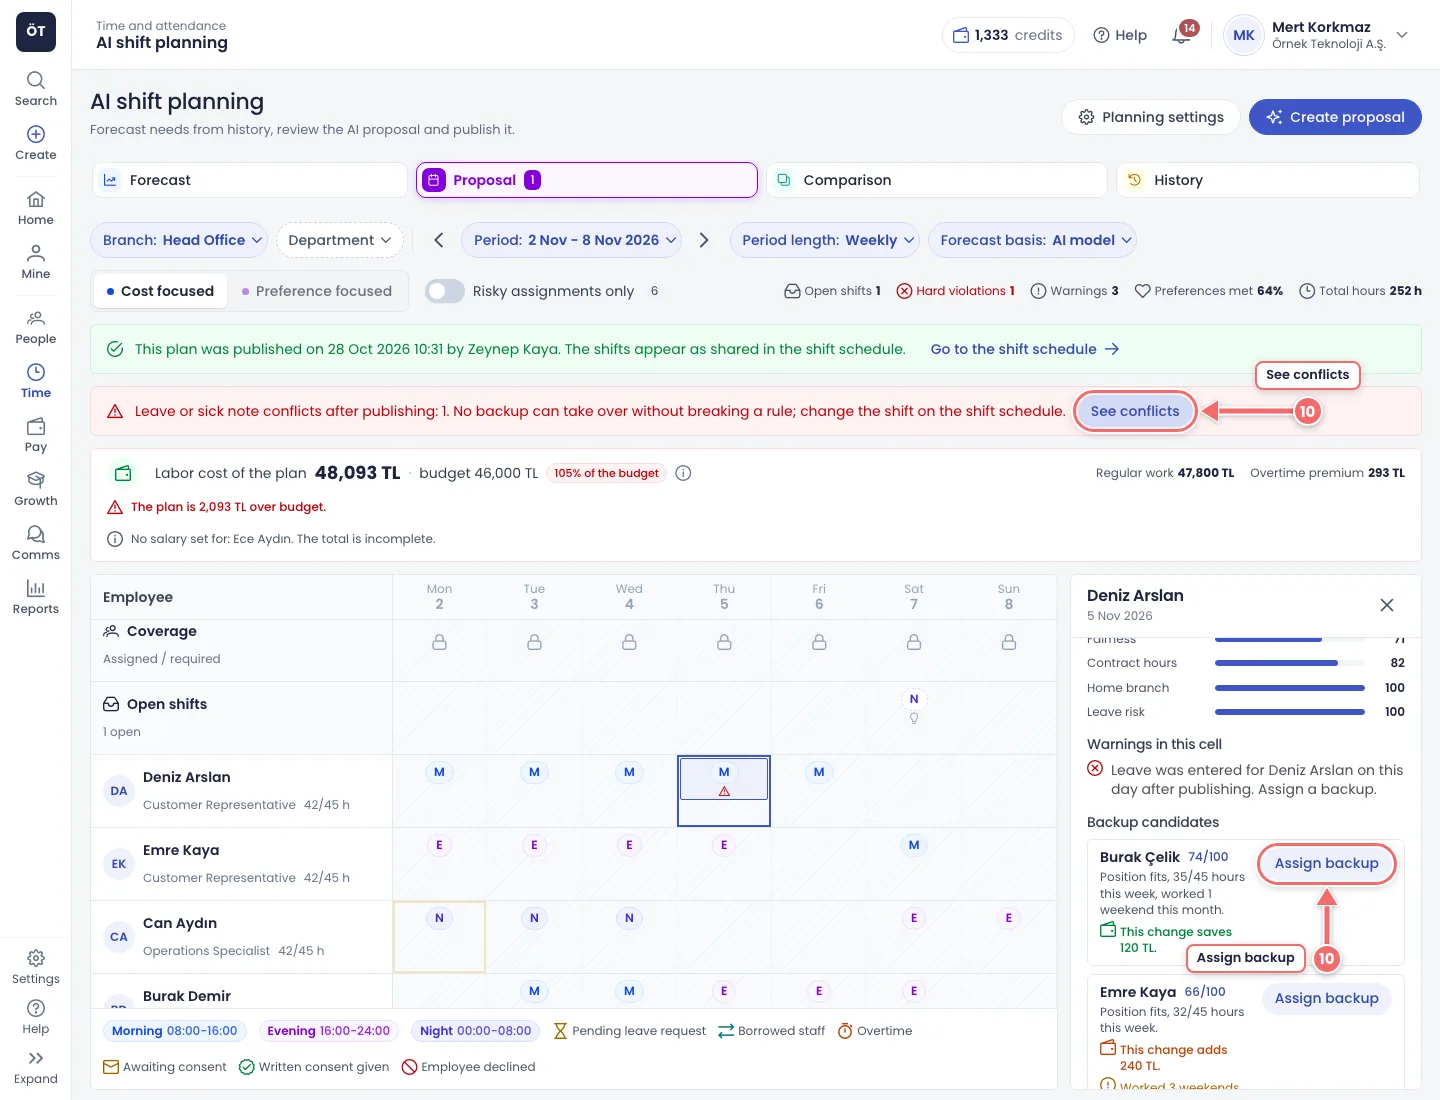 ÖT
Search
Create
Home
Mine
People
Time
Pay
Growth
Comms
Reports
Settings
Help
Expand
Time and attendance
AI shift planning
1,333 credits
Help
14
MK
Mert Korkmaz
Örnek Teknoloji A.Ş.
AI shift planning
Forecast needs from history, review the AI proposal and publish it.
Planning settings
Create proposal
Forecast
Proposal 1
Comparison
History
Branch: Head Office
Department
Period: 2 Nov – 8 Nov 2026
Period length: Weekly
Forecast basis: AI model
Cost focused
Preference focused
Risky assignments only 6
Open shifts 1
Hard violations 1
Warnings 3
Preferences met 64%
Total hours 252 h
This plan was published on 28 Oct 2026 10:31 by Zeynep Kaya. The shifts appear as shared in the shift schedule.
Go to the shift schedule
See conflicts
Leave or sick note conflicts after publishing: 1. No backup can take over without breaking a rule; change the shift on the shift schedule.
See conflicts
10
Labor cost of the plan 48,093 TL · budget 46,000 TL 105% of the budget
Regular work 47,800 TL Overtime premium 293 TL
The plan is 2,093 TL over budget.
No salary set for: Ece Aydın. The total is incomplete.
Employee
Mon 2
Tue 3
Wed 4
Thu 5
Fri 6
Sat 7
Sun 8
Coverage
Assigned / required
Open shifts
1 open
N
DA
Deniz Arslan
Customer Representative 42/45 h
M M M M M
EK
Emre Kaya
Customer Representative 42/45 h
E E E E M
CA
Can Aydın
Operations Specialist 42/45 h
N N N E E
Burak Demir
M M E E E
Morning 08:00-16:00
Evening 16:00-24:00
Night 00:00-08:00
Pending leave request
Borrowed staff
Overtime
Awaiting consent
Written consent given
Employee declined
Deniz Arslan
5 Nov 2026
Fairness 71
Contract hours 82
Home branch 100
Leave risk 100
Warnings in this cell
Leave was entered for Deniz Arslan on this
day after publishing. Assign a backup.
Backup candidates
Burak Çelik 74/100
Assign backup
Position fits, 35/45 hours
this week, worked 1
weekend this month.
This change saves
120 TL.
Assign backup
10
Emre Kaya 66/100
Assign backup
Position fits, 32/45 hours
this week.
This change adds
240 TL.
Worked 3 weekends